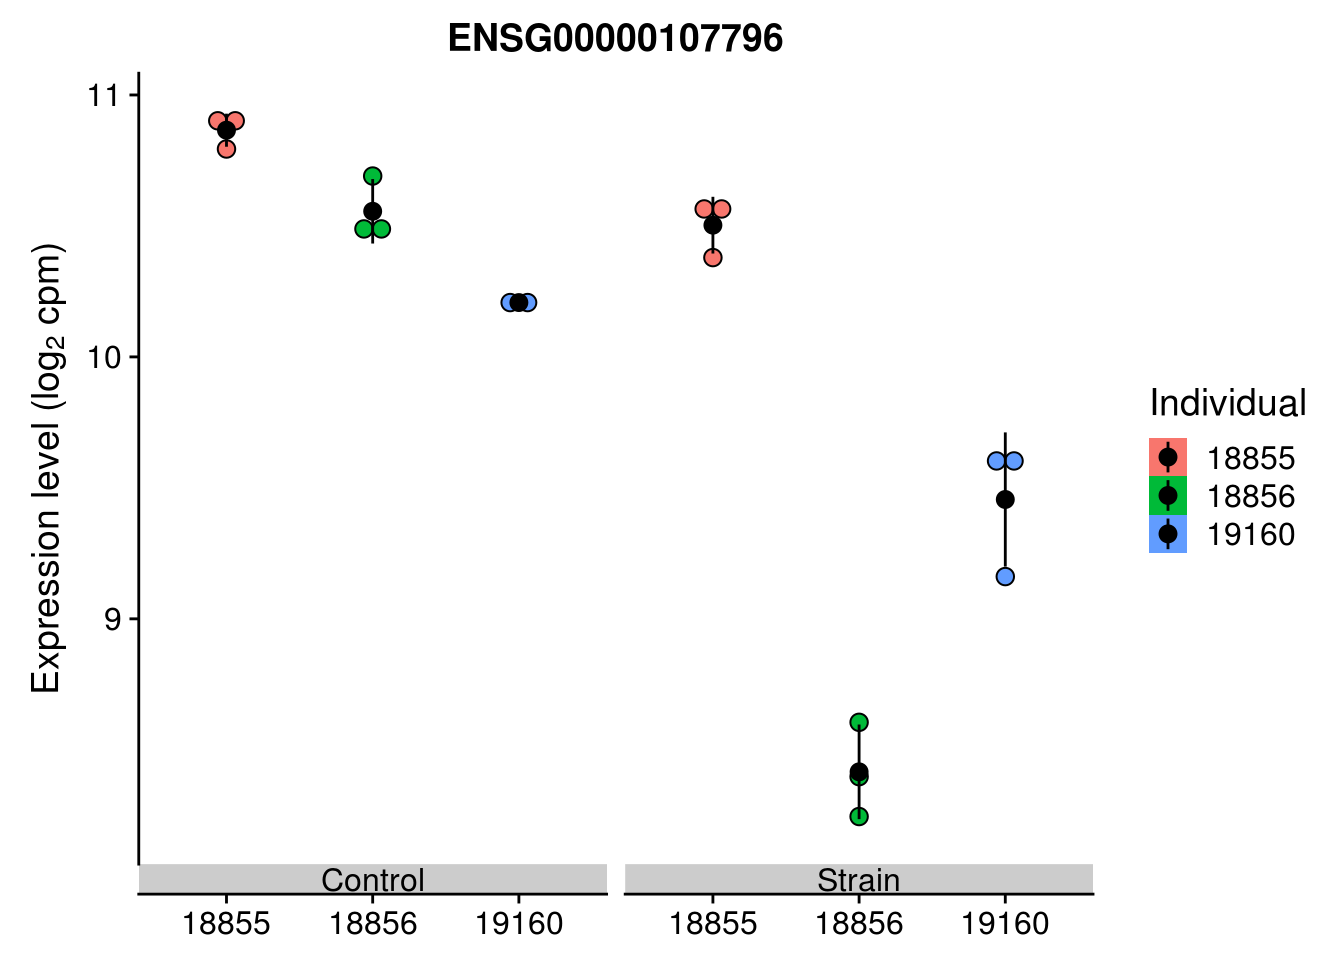 ENSG00000107796
Expression level (log₂ cpm)
11
10
9
Control
Strain
18855 18856 19160
18855 18856 19160
Individual
18855
18856
19160